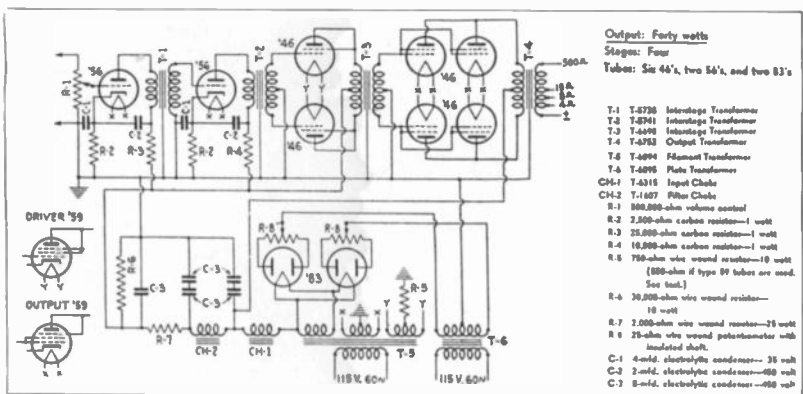 T-1
T-2
T-3
T-4
'56
'56
'46
'46
'46
'46
R-1
C-1
C-2
C-1
C-2
R-2
R-3
R-2
R-4
x x
x x
Y Y
x x
500Ω
15Ω
8Ω
4Ω
±
DRIVER '59
Y Y
OUTPUT '59
x x
R-6
C-3
C-3
C-3
R-7
CH-2
CH-1
R-8
R-8
'83
R-5
x x Y Y
T-5
T-6
115 V. 60~
115 V. 60~
Output: Forty watts
Stages: Four
Tubes: Six 46's, two 56's, and two 83's
T-1 T-5736 Interstage Transformer
T-2 T-5741 Interstage Transformer
T-3 T-6698 Interstage Transformer
T-4 T-6753 Output Transformer
T-5 T-6094 Filament Transformer
T-6 T-6095 Plate Transformer
CH-1 T-6315 Input Choke
CH-2 T-1607 Filter Choke
R-1 500,000-ohm volume control
R-2 2,500-ohm carbon resistor—1 watt
R-3 25,000-ohm carbon resistor—1 watt
R-4 10,000-ohm carbon resistor—1 watt
R-5 750-ohm wire wound resistor—10 watt
(550-ohm if type 59 tubes are used.
See text.)
R-6 30,000-ohm wire wound resistor—
10 watt
R-7 2,000-ohm wire wound resistor—25 watt
R-8 25-ohm wire wound potentiometer with
insulated shaft.
C-1 4-mfd. electrolytic condenser—35 volt
C-2 2-mfd. electrolytic condenser—450 volt
C-3 8-mfd. electrolytic condenser—450 volt